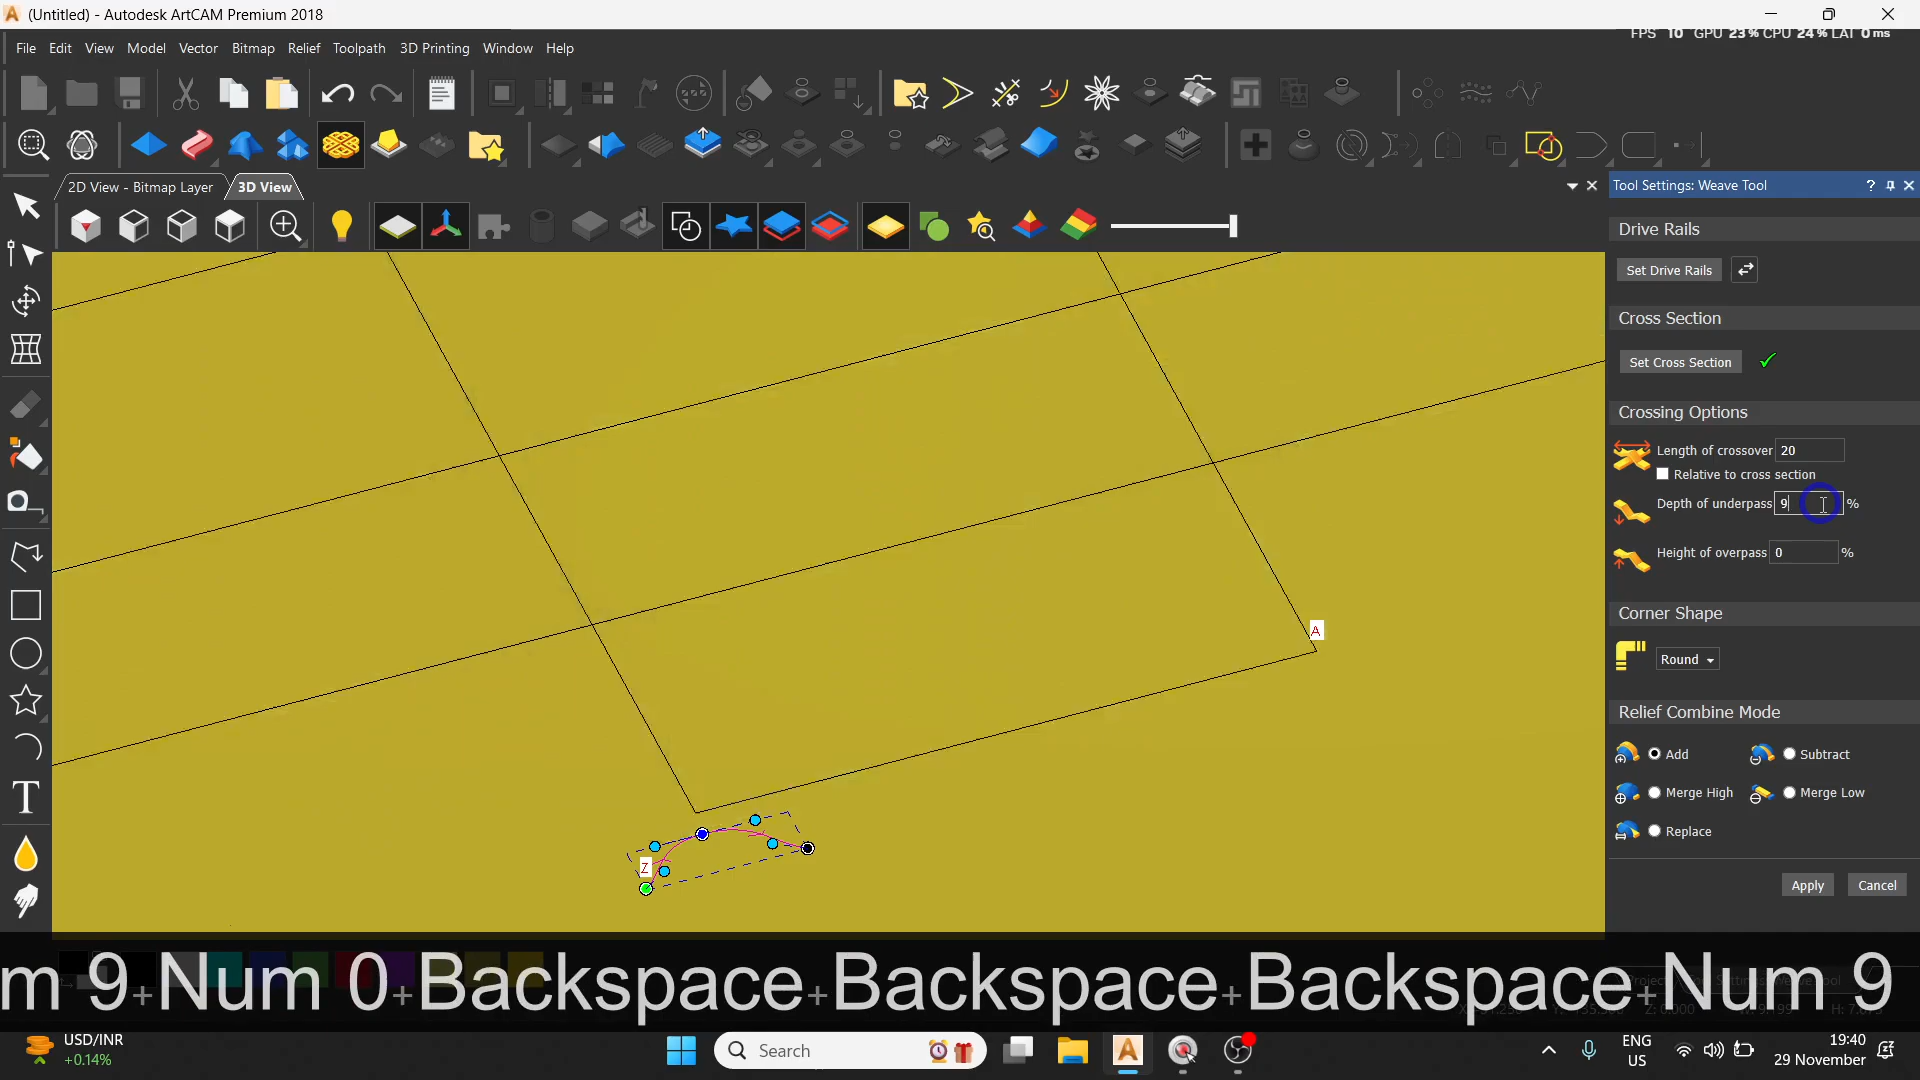 (Untitled) - Autodesk ArtCAM Premium 2018
FPS 10 GPU 23% CPU 24% LAT 0 ms
File Edit View Model Vector Bitmap Relief Toolpath 3D Printing Window Help
2D View - Bitmap Layer 3D View
Tool Settings: Weave Tool
Drive Rails
Set Drive Rails
Cross Section
Set Cross Section
Crossing Options
Length of crossover 20
Relative to cross section
Depth of underpass 9 %
Height of overpass 0 %
A
Corner Shape
Round
Relief Combine Mode
Add Subtract
Merge High Merge Low
Replace
Z
Apply Cancel
m 9+Num 0+Backspace+Backspace+Backspace+Num 9
USD/INR
+0.14%
Search
ENG
US
19:40
29 November